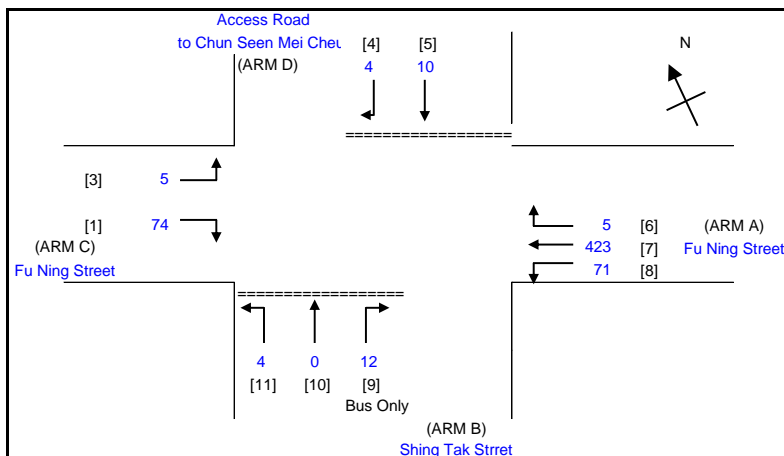 Access Road
to Chun Seen Mei Cheu [4] [5]
(ARM D) 4 10
N
[3] 5
[1] 74
(ARM C)
Fu Ning Street
5 [6] (ARM A)
423 [7] Fu Ning Street
71 [8]
4 0 12
[11] [10] [9]
Bus Only
(ARM B)
Shing Tak Strret